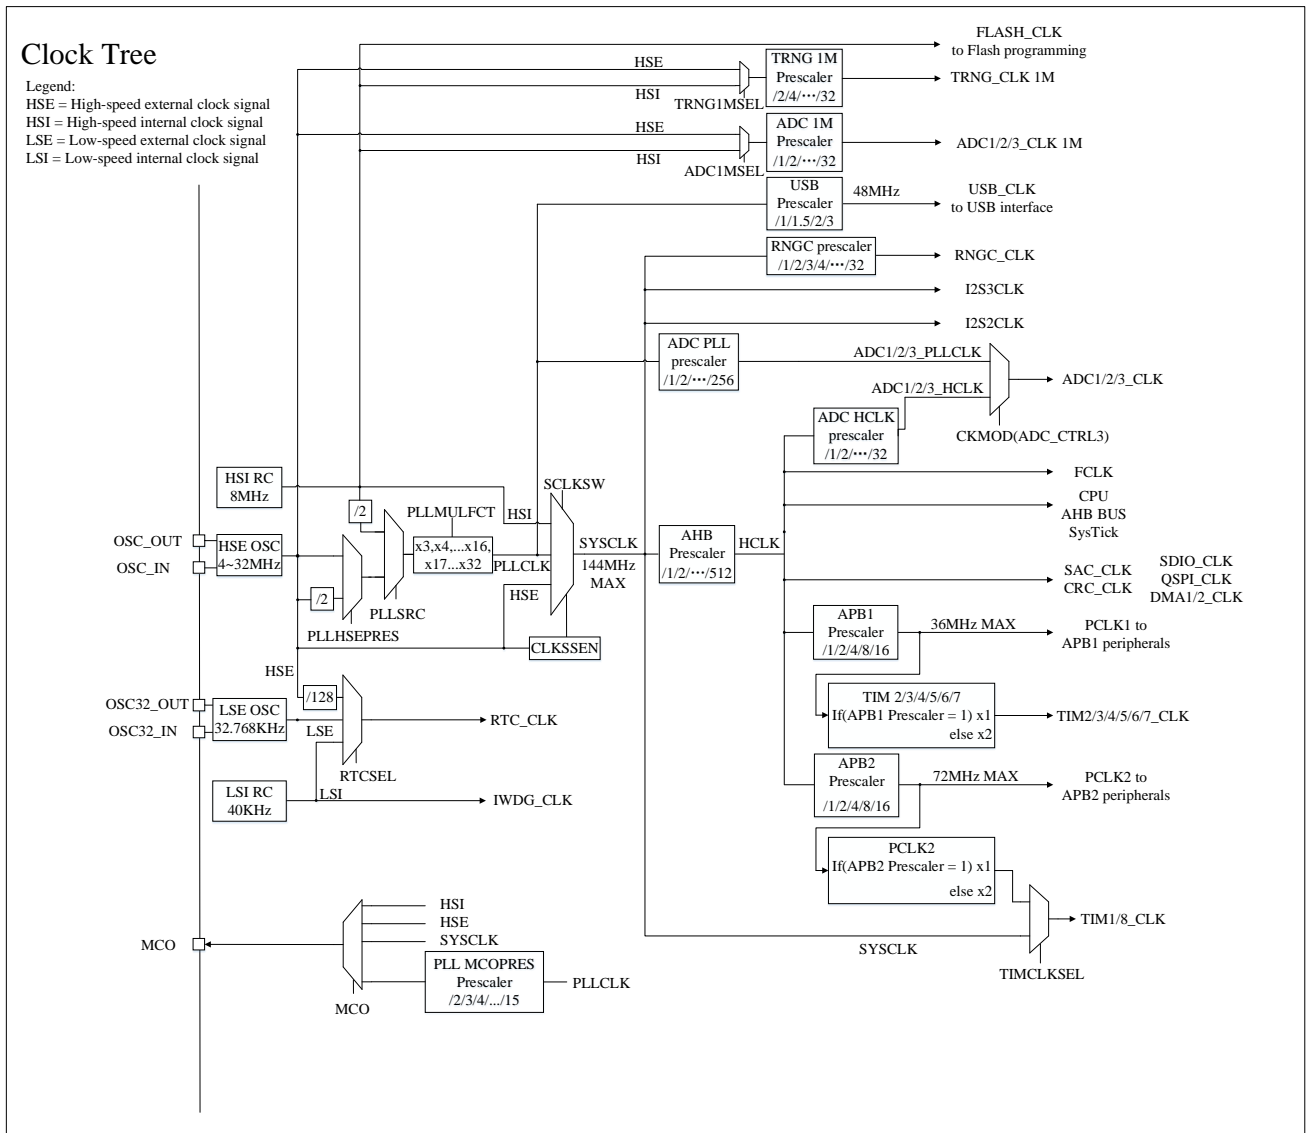 Clock Tree
Legend:
HSE = High-speed external clock signal
HSI = High-speed internal clock signal
LSE = Low-speed external clock signal
LSI = Low-speed internal clock signal
FLASH_CLK
to Flash programming
HSE
HSI
TRNG1MSEL
TRNG 1M
Prescaler
/2/4/⋯/32
TRNG_CLK 1M
HSE
HSI
ADC1MSEL
ADC 1M
Prescaler
/1/2/⋯/32
ADC1/2/3_CLK 1M
USB
Prescaler
/1/1.5/2/3
48MHz
USB_CLK
to USB interface
RNGC prescaler
/1/2/3/4/⋯/32
RNGC_CLK
I2S3CLK
I2S2CLK
ADC PLL
prescaler
/1/2/⋯/256
ADC1/2/3_PLLCLK
ADC1/2/3_HCLK
ADC1/2/3_CLK
CKMOD(ADC_CTRL3)
ADC HCLK
prescaler
/1/2/⋯/32
FCLK
CPU
AHB BUS
SysTick
HSI RC
8MHz
/2
PLLMULFCT
HSI
SCLKSW
OSC_OUT
OSC_IN
HSE OSC
4~32MHz
/2
PLLHSEPRES
PLLSRC
x3,x4,...x16,
x17...x32
PLLCLK
HSE
CLKSSEN
SYSCLK
144MHz
MAX
AHB
Prescaler
/1/2/⋯/512
HCLK
SAC_CLK
CRC_CLK
SDIO_CLK
QSPI_CLK
DMA1/2_CLK
APB1
Prescaler
/1/2/4/8/16
36MHz MAX
PCLK1 to
APB1 peripherals
HSE
/128
OSC32_OUT
OSC32_IN
LSE OSC
32.768KHz
LSE
RTC_CLK
RTCSEL
TIM 2/3/4/5/6/7
If(APB1 Prescaler = 1) x1
else x2
TIM2/3/4/5/6/7_CLK
LSI RC
40KHz
LSI
IWDG_CLK
APB2
Prescaler
/1/2/4/8/16
72MHz MAX
PCLK2 to
APB2 peripherals
PCLK2
If(APB2 Prescaler = 1) x1
else x2
TIM1/8_CLK
SYSCLK
TIMCLKSEL
MCO
HSI
HSE
SYSCLK
PLL MCOPRES
Prescaler
/2/3/4/.../15
PLLCLK
MCO